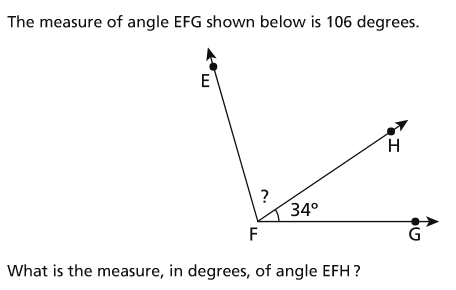 The measure of angle EFG shown below is 106 degrees.
E
H
?
34°
F
G
What is the measure, in degrees, of angle EFH?